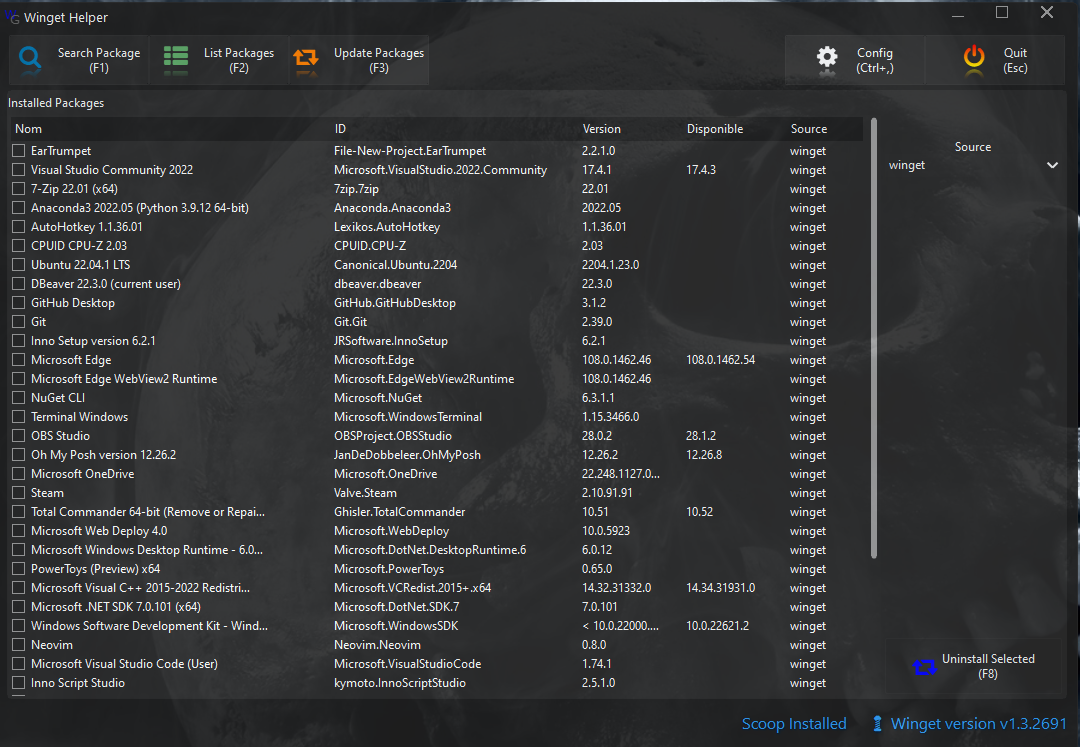 Winget Helper
Search Package (F1)
List Packages (F2)
Update Packages (F3)
Config (Ctrl+,)
Quit (Esc)
Installed Packages
Nom ID Version Disponible Source
EarTrumpet File-New-Project.EarTrumpet 2.2.1.0 winget
Visual Studio Community 2022 Microsoft.VisualStudio.2022.Community 17.4.1 17.4.3 winget
7-Zip 22.01 (x64) 7zip.7zip 22.01 winget
Anaconda3 2022.05 (Python 3.9.12 64-bit) Anaconda.Anaconda3 2022.05 winget
AutoHotkey 1.1.36.01 Lexikos.AutoHotkey 1.1.36.01 winget
CPUID CPU-Z 2.03 CPUID.CPU-Z 2.03 winget
Ubuntu 22.04.1 LTS Canonical.Ubuntu.2204 2204.1.23.0 winget
DBeaver 22.3.0 (current user) dbeaver.dbeaver 22.3.0 winget
GitHub Desktop GitHub.GitHubDesktop 3.1.2 winget
Git Git.Git 2.39.0 winget
Inno Setup version 6.2.1 JRSoftware.InnoSetup 6.2.1 winget
Microsoft Edge Microsoft.Edge 108.0.1462.46 108.0.1462.54 winget
Microsoft Edge WebView2 Runtime Microsoft.EdgeWebView2Runtime 108.0.1462.46 winget
NuGet CLI Microsoft.NuGet 6.3.1.1 winget
Terminal Windows Microsoft.WindowsTerminal 1.15.3466.0 winget
OBS Studio OBSProject.OBSStudio 28.0.2 28.1.2 winget
Oh My Posh version 12.26.2 JanDeDobbeleer.OhMyPosh 12.26.2 12.26.8 winget
Microsoft OneDrive Microsoft.OneDrive 22.248.1127.0... winget
Steam Valve.Steam 2.10.91.91 winget
Total Commander 64-bit (Remove or Repai... Ghisler.TotalCommander 10.51 10.52 winget
Microsoft Web Deploy 4.0 Microsoft.WebDeploy 10.0.5923 winget
Microsoft Windows Desktop Runtime - 6.0... Microsoft.DotNet.DesktopRuntime.6 6.0.12 winget
PowerToys (Preview) x64 Microsoft.PowerToys 0.65.0 winget
Microsoft Visual C++ 2015-2022 Redistri... Microsoft.VCRedist.2015+.x64 14.32.31332.0 14.34.31931.0 winget
Microsoft .NET SDK 7.0.101 (x64) Microsoft.DotNet.SDK.7 7.0.101 winget
Windows Software Development Kit - Wind... Microsoft.WindowsSDK < 10.0.22000.... 10.0.22621.2 winget
Neovim Neovim.Neovim 0.8.0 winget
Microsoft Visual Studio Code (User) Microsoft.VisualStudioCode 1.74.1 winget
Inno Script Studio kymoto.InnoScriptStudio 2.5.1.0 winget
Source
winget
Uninstall Selected
(F8)
Scoop Installed
Winget version v1.3.2691